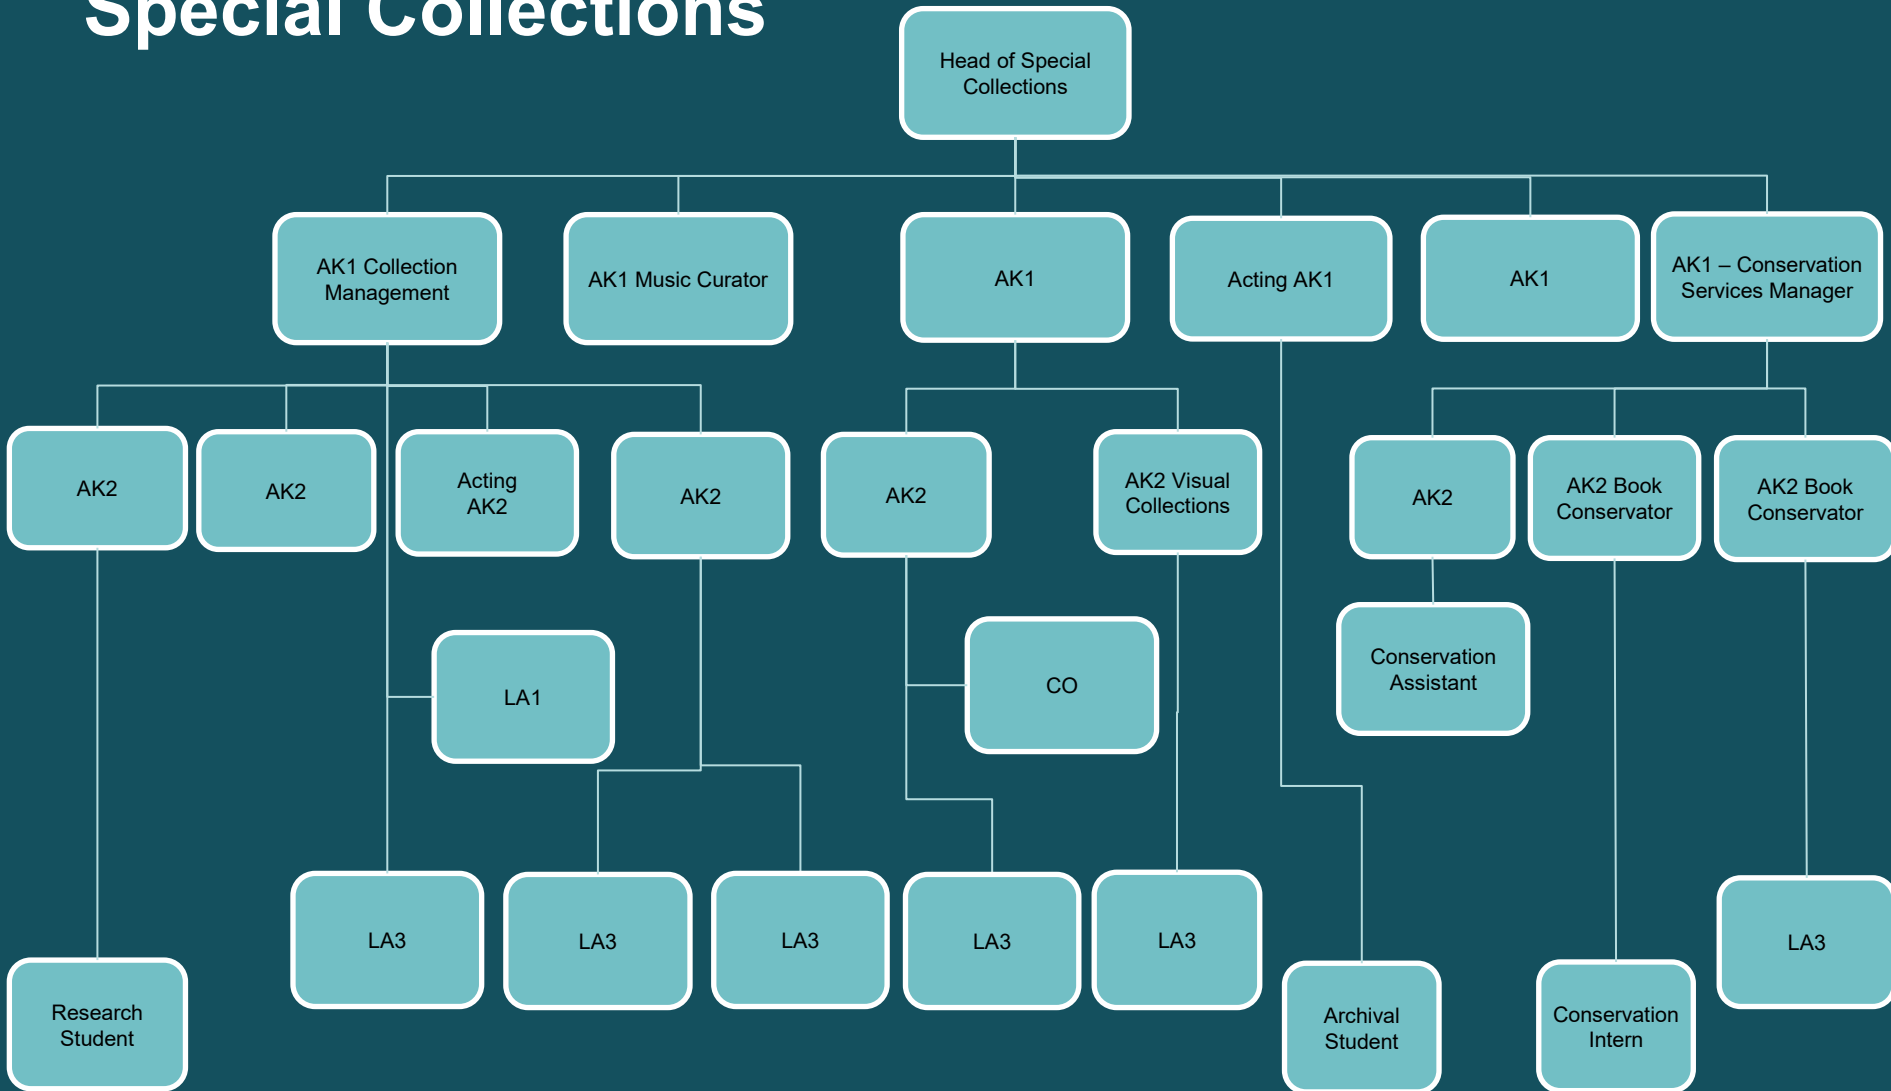 Special Collections
Head of Special
Collections
AK1 Collection
Management
AK1 Music Curator
AK1
Acting AK1
AK1
AK1 – Conservation
Services Manager
AK2
AK2
Acting
AK2
AK2
AK2
AK2 Visual
Collections
AK2
AK2 Book
Conservator
AK2 Book
Conservator
LA1
CO
Conservation
Assistant
LA3
LA3
LA3
LA3
LA3
LA3
Research
Student
Archival
Student
Conservation
Intern